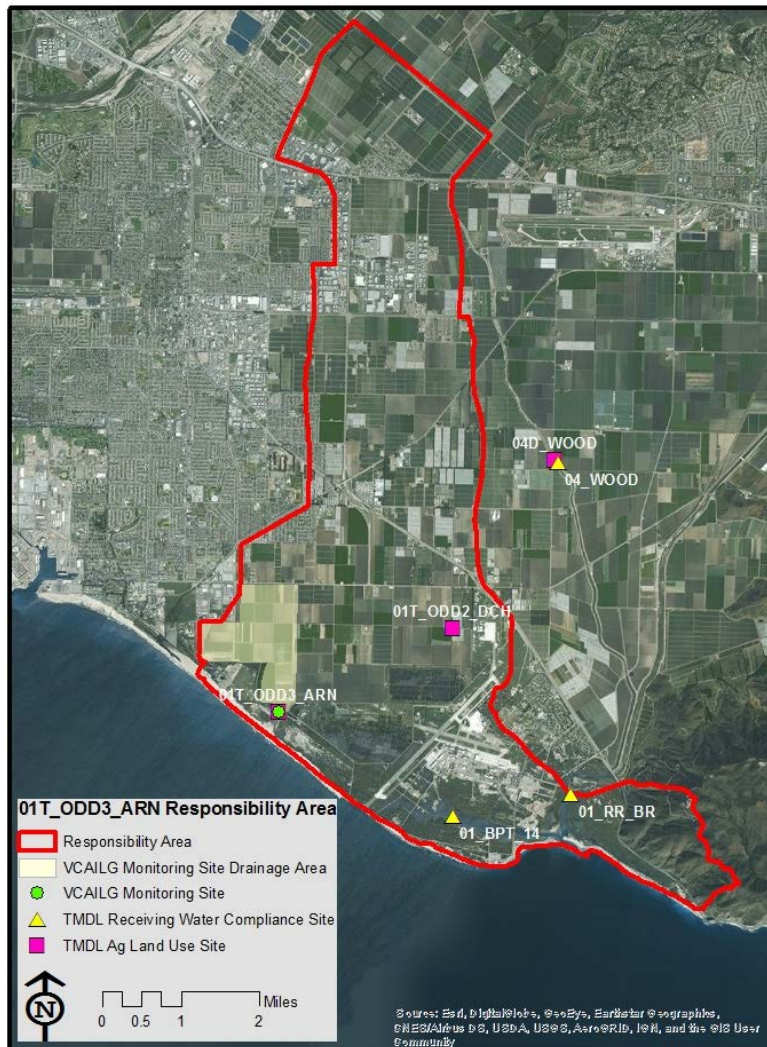 04D_WOOD
04_WOOD
01T_ODD2_DCH
01T_ODD3_ARN
01_RR_BR
01_BPT_14
01T_ODD3_ARN Responsibility Area
Responsibility Area
VCAILG Monitoring Site Drainage Area
VCAILG Monitoring Site
TMDL Receiving Water Compliance Site
TMDL Ag Land Use Site
N
Miles
0 0.5 1 2
Source: Esri, DigitalGlobe, GeoEye, Earthstar Geographics,
CNES/Airbus DS, USDA, USGS, AeroGRID, IGN, and the GIS User
Community